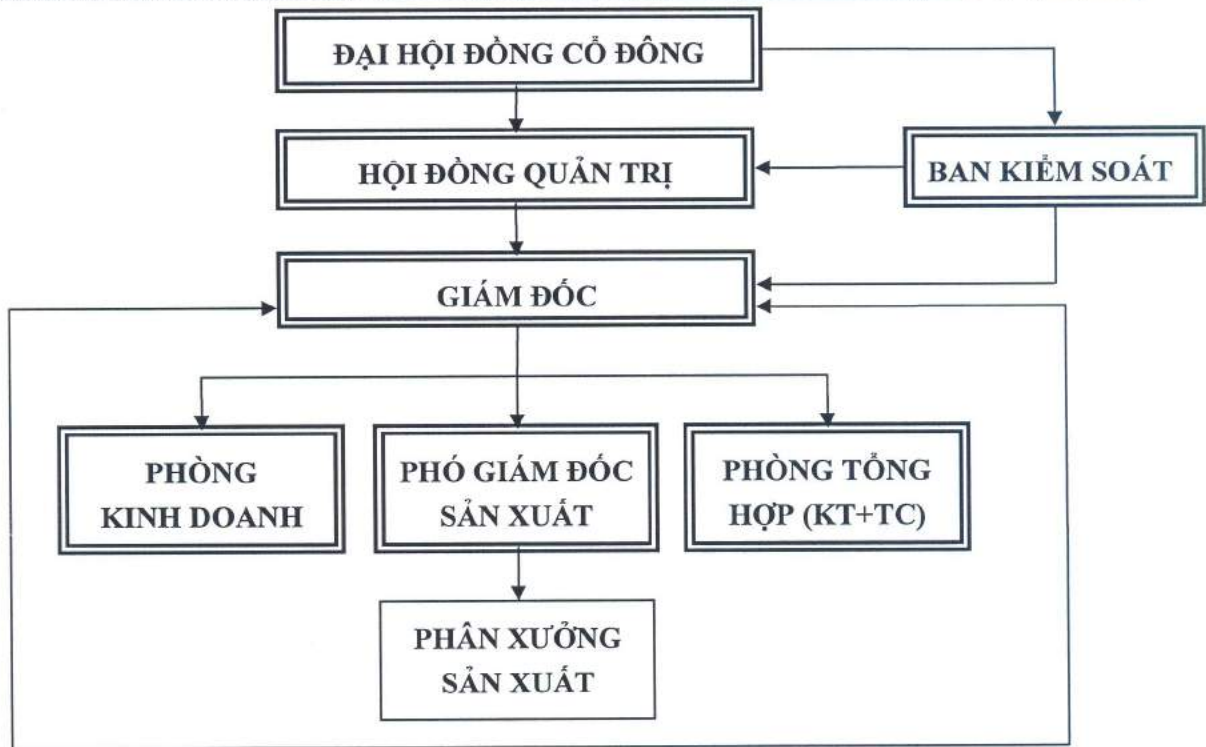 ĐẠI HỘI ĐỒNG CỔ ĐÔNG
HỘI ĐỒNG QUẢN TRỊ
BAN KIỂM SOÁT
GIÁM ĐỐC
PHÒNG
KINH DOANH
PHÓ GIÁM ĐỐC
SẢN XUẤT
PHÒNG TỔNG
HỢP (KT+TC)
PHÂN XƯỞNG
SẢN XUẤT